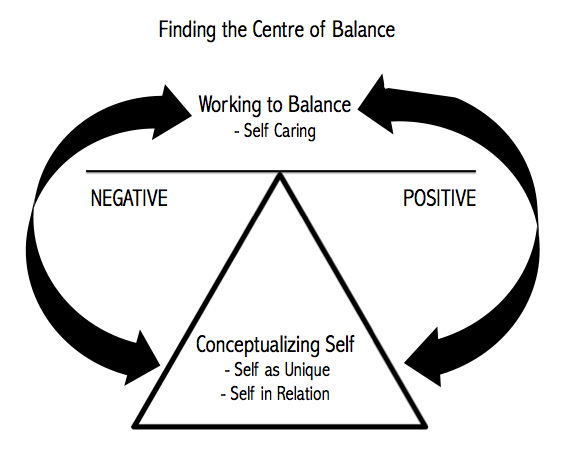 Finding the Centre of Balance
Working to Balance
- Self Caring
NEGATIVE
POSITIVE
Conceptualizing Self
- Self as Unique
- Self in Relation